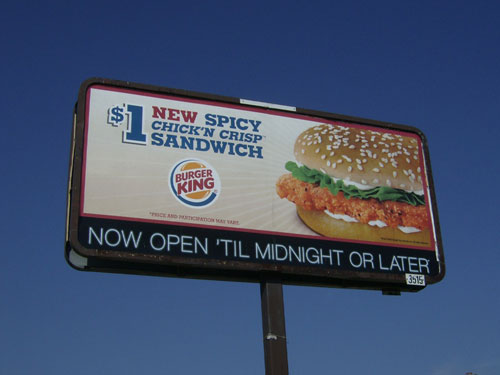 $1 NEW SPICY
CHICK'N CRISP
SANDWICH
BURGER
KING
*PRICE AND PARTICIPATION MAY VARY.
NOW OPEN 'TIL MIDNIGHT OR LATER
3515